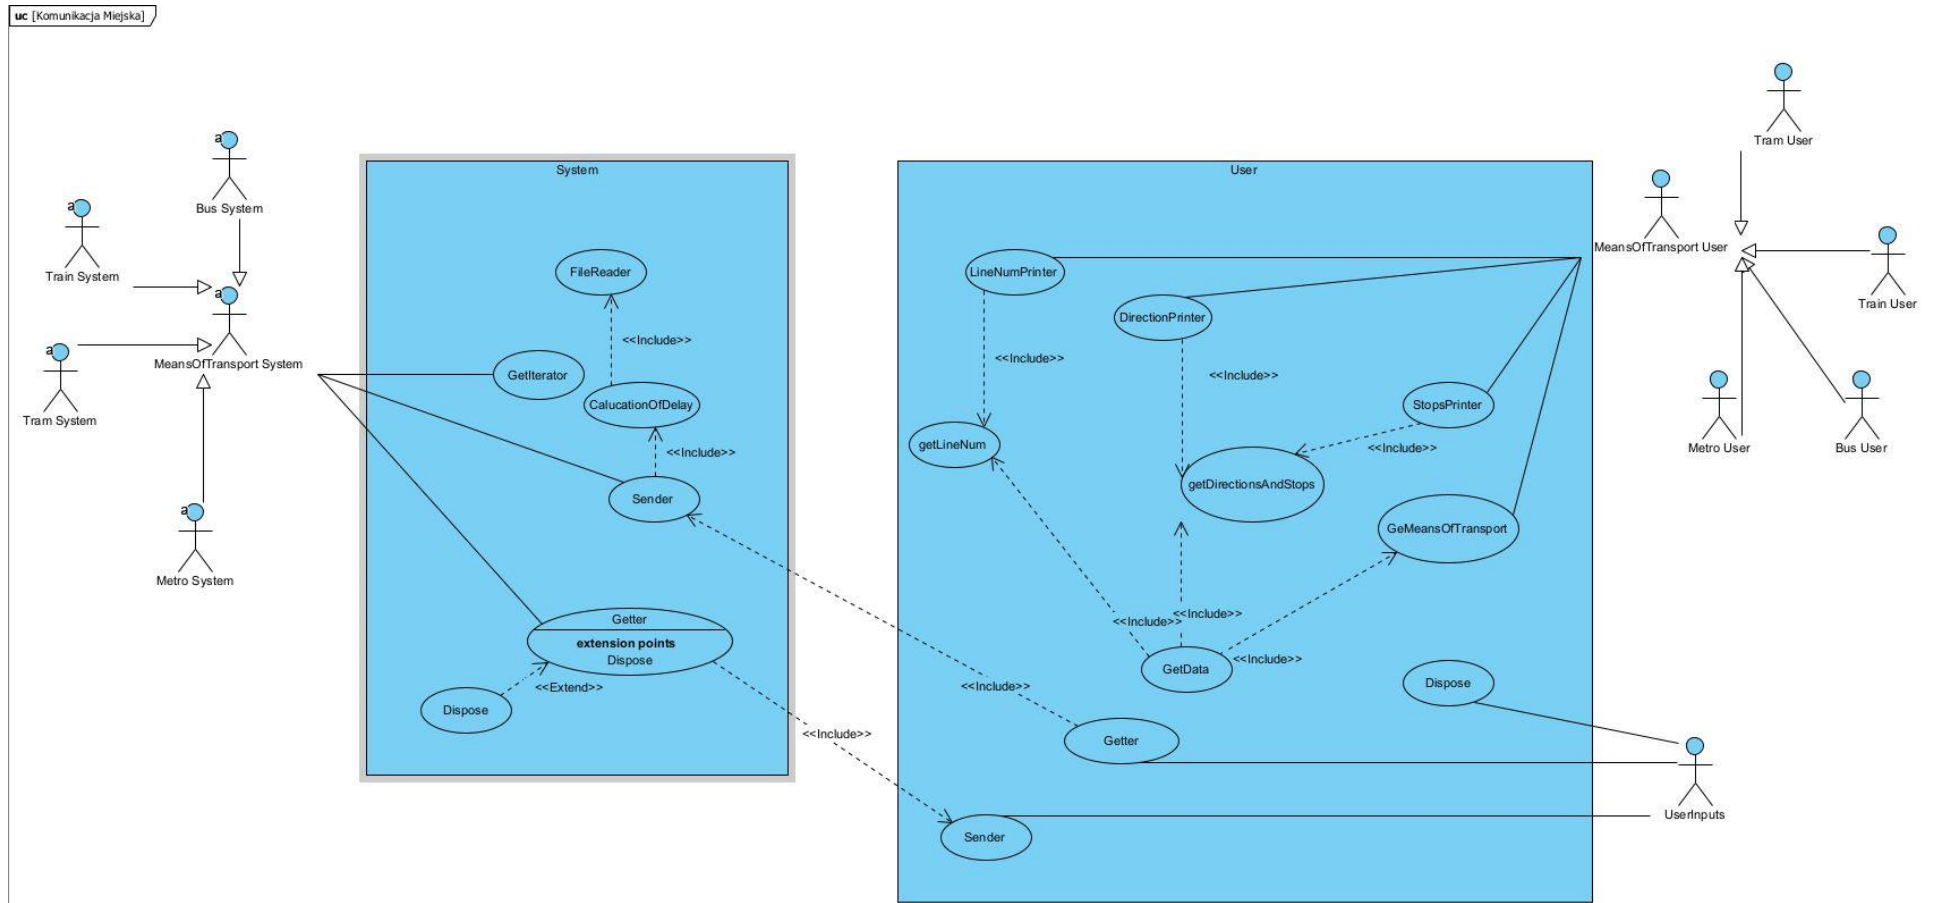 uc [Komunikacja Miejska]
Tram User
a
Bus System
System
User
a
Train System
MeansOfTransport User
FileReader
LineNumPrinter
Train User
a
DirectionPrinter
<<Include>>
a
MeansOfTransport System
<<Include>>
GetIterator
<<Include>>
Tram System
CalucationOfDelay
StopsPrinter
getLineNum
<<Include>>
<<Include>>
Metro User
Bus User
getDirectionsAndStops
Sender
a
Metro System
GeMeansOfTransport
Getter
extension points
Dispose
<<Include>>
<<Include>>
<<Include>>
GetData
<<Extend>>
<<Include>>
Dispose
Dispose
<<Include>>
Getter
Sender
UserInputs